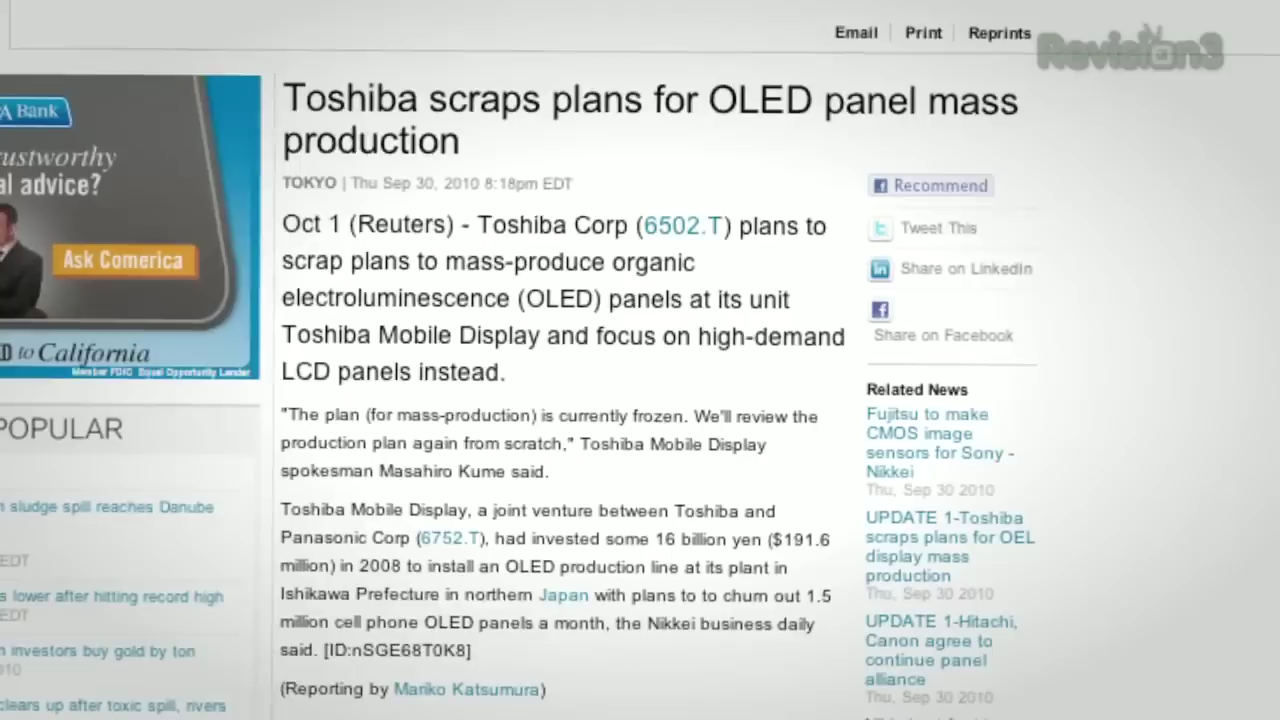 Email Print Reprints
Revision3
A Bank
rustworthy
al advice?
Ask Comerica
D to California
Member FDIC Equal Opportunity Lender
POPULAR
n sludge spill reaches Danube
EDT
s lower after hitting record high
EDT
n investors buy gold by ton
010
clears up after toxic spill, rivers
Toshiba scraps plans for OLED panel mass
production
TOKYO | Thu Sep 30, 2010 8:18pm EDT
Oct 1 (Reuters) - Toshiba Corp (6502.T) plans to
scrap plans to mass-produce organic
electroluminescence (OLED) panels at its unit
Toshiba Mobile Display and focus on high-demand
LCD panels instead.
"The plan (for mass-production) is currently frozen. We'll review the
production plan again from scratch," Toshiba Mobile Display
spokesman Masahiro Kume said.
Toshiba Mobile Display, a joint venture between Toshiba and
Panasonic Corp (6752.T), had invested some 16 billion yen ($191.6
million) in 2008 to install an OLED production line at its plant in
Ishikawa Prefecture in northern Japan with plans to to churn out 1.5
million cell phone OLED panels a month, the Nikkei business daily
said. [ID:nSGE68T0K8]
(Reporting by Mariko Katsumura)
Recommend
Tweet This
Share on LinkedIn
Share on Facebook
Related News
Fujitsu to make
CMOS image
sensors for Sony -
Nikkei
Thu, Sep 30 2010
UPDATE 1-Toshiba
scraps plans for OEL
display mass
production
Thu, Sep 30 2010
UPDATE 1-Hitachi,
Canon agree to
continue panel
alliance
Thu, Sep 30 2010